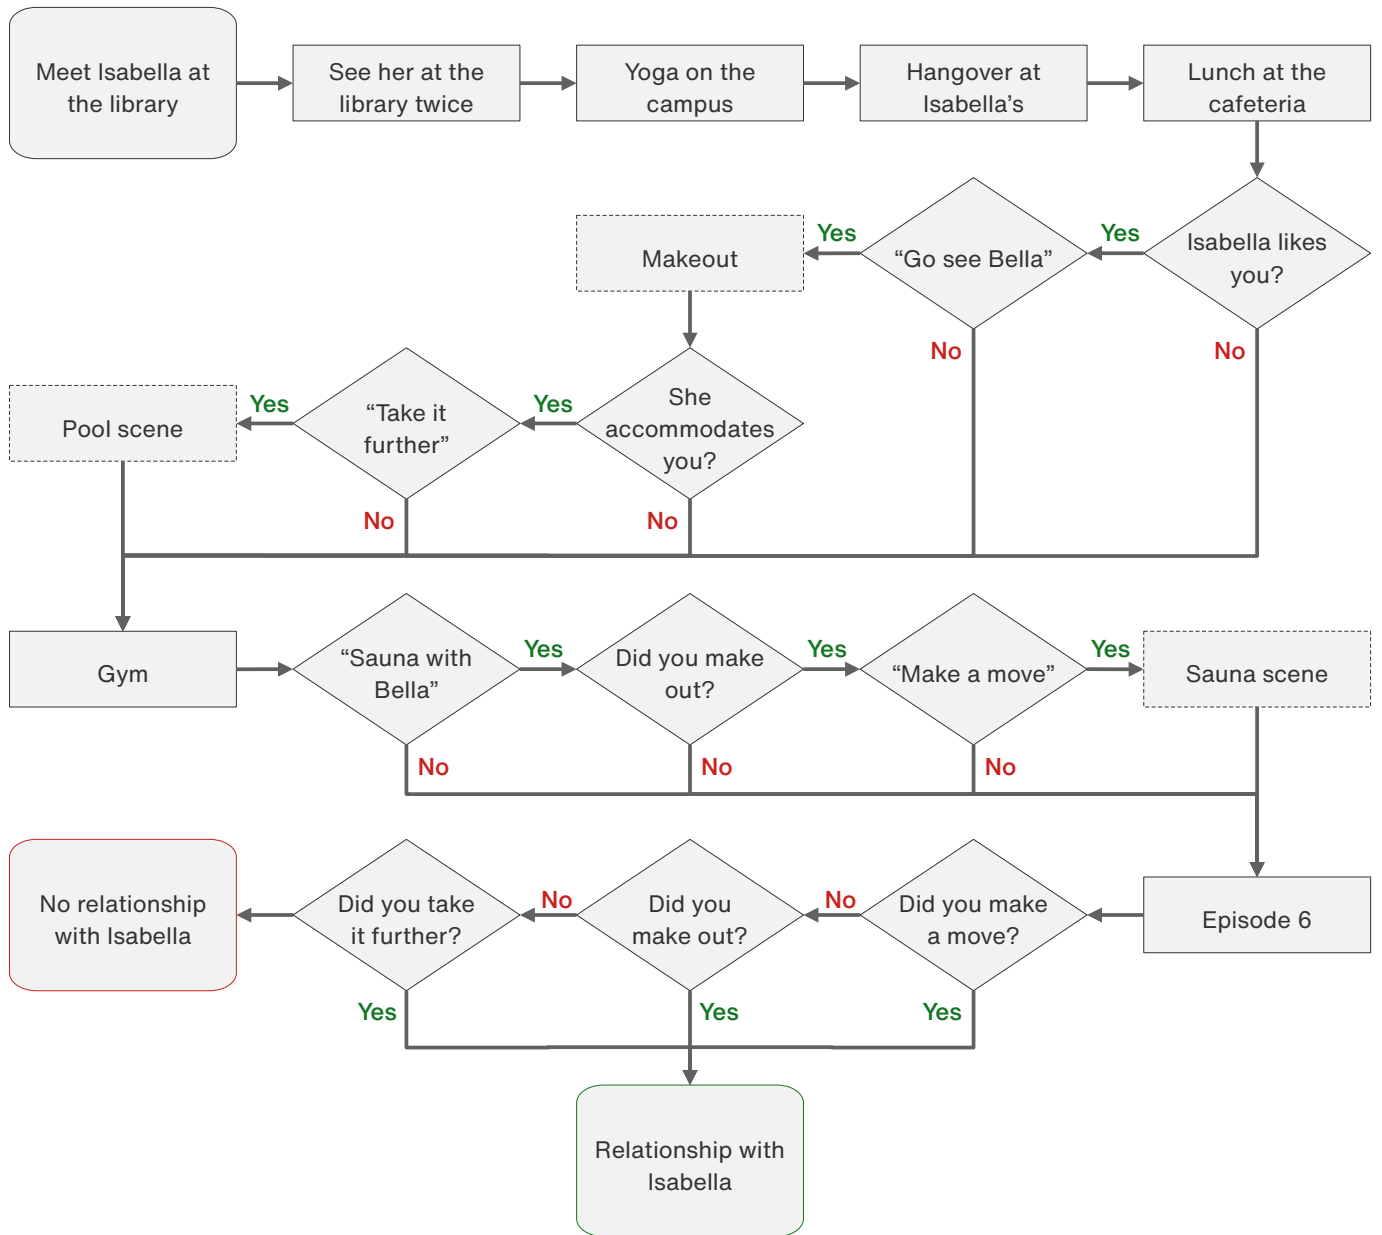 Meet Isabella at
the library
See her at the
library twice
Yoga on the
campus
Hangover at
Isabella’s
Lunch at the
cafeteria
Isabella likes
you?
Yes
No
“Go see Bella”
Yes
No
Makeout
She
accommodates
you?
Yes
No
“Take it
further”
Yes
No
Pool scene
Gym
“Sauna with
Bella”
Yes
No
Did you make
out?
Yes
No
“Make a move”
Yes
No
Sauna scene
Episode 6
Did you make
a move?
No
Yes
Did you
make out?
No
Yes
Did you take
it further?
Yes
No relationship
with Isabella
Relationship with
Isabella